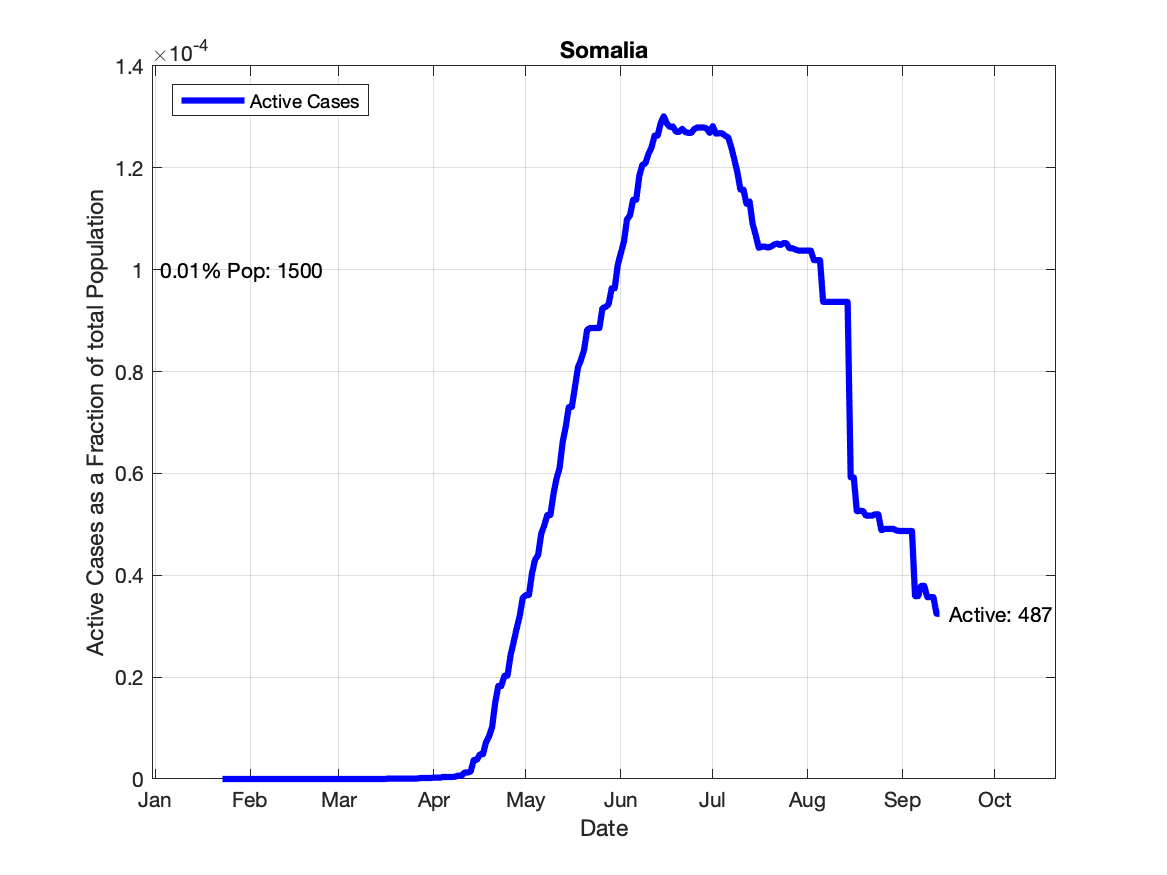 Somalia
×10-4
Active Cases
1.4
1.2
1
0.8
0.6
0.4
0.2
0
0.01% Pop: 1500
Active: 487
Active Cases as a Fraction of total Population
Jan Feb Mar Apr May Jun Jul Aug Sep Oct
Date